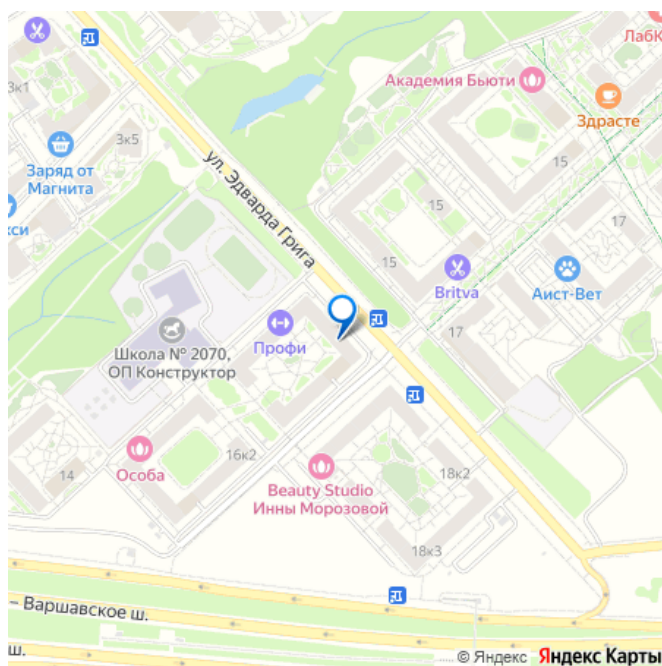 ЛабК
Академия Бьюти
Здрасте
3к1
3к5
Заряд от
Магнита
кси
ул. Эдварда Грига
15
15
15
17
17
Britva
Аист-Вет
Школа № 2070,
ОП Конструктор
Профи
14
Особа
16к2
Beauty Studio
Инны Морозовой
18к2
18к3
– Варшавское ш.
ш.
© Яндекс Яндекс Карты